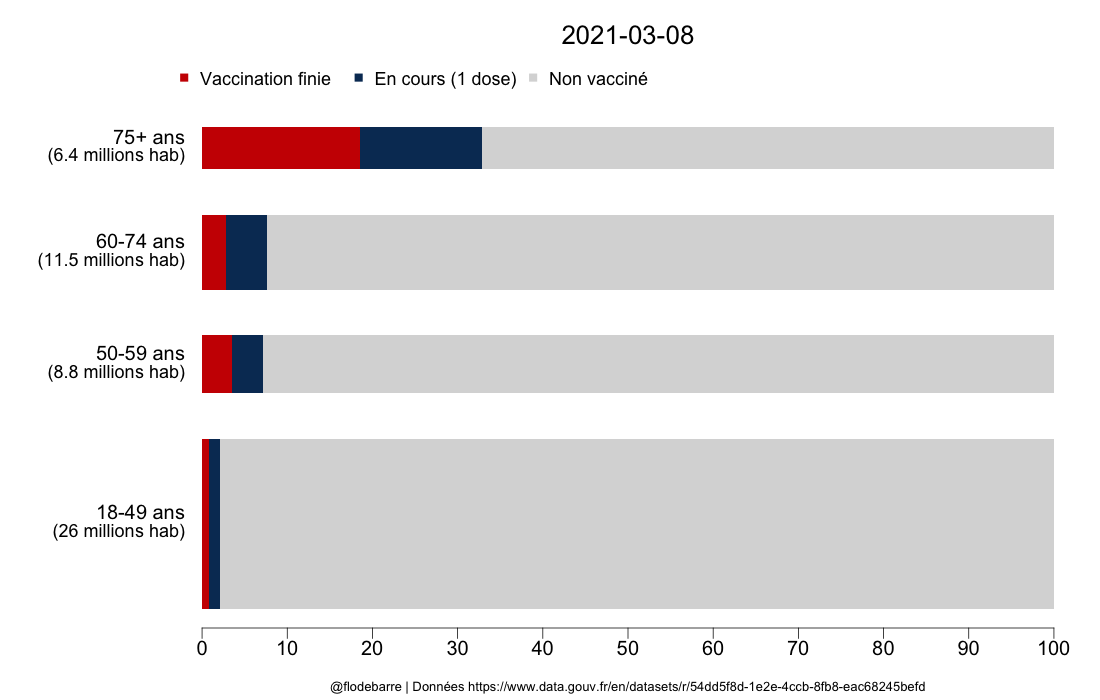 2021-03-08
Vaccination finie En cours (1 dose) Non vacciné
75+ ans
(6.4 millions hab)
60-74 ans
(11.5 millions hab)
50-59 ans
(8.8 millions hab)
18-49 ans
(26 millions hab)
0 10 20 30 40 50 60 70 80 90 100
@flodebarre | Données https://www.data.gouv.fr/en/datasets/r/54dd5f8d-1e2e-4ccb-8fb8-eac68245befd